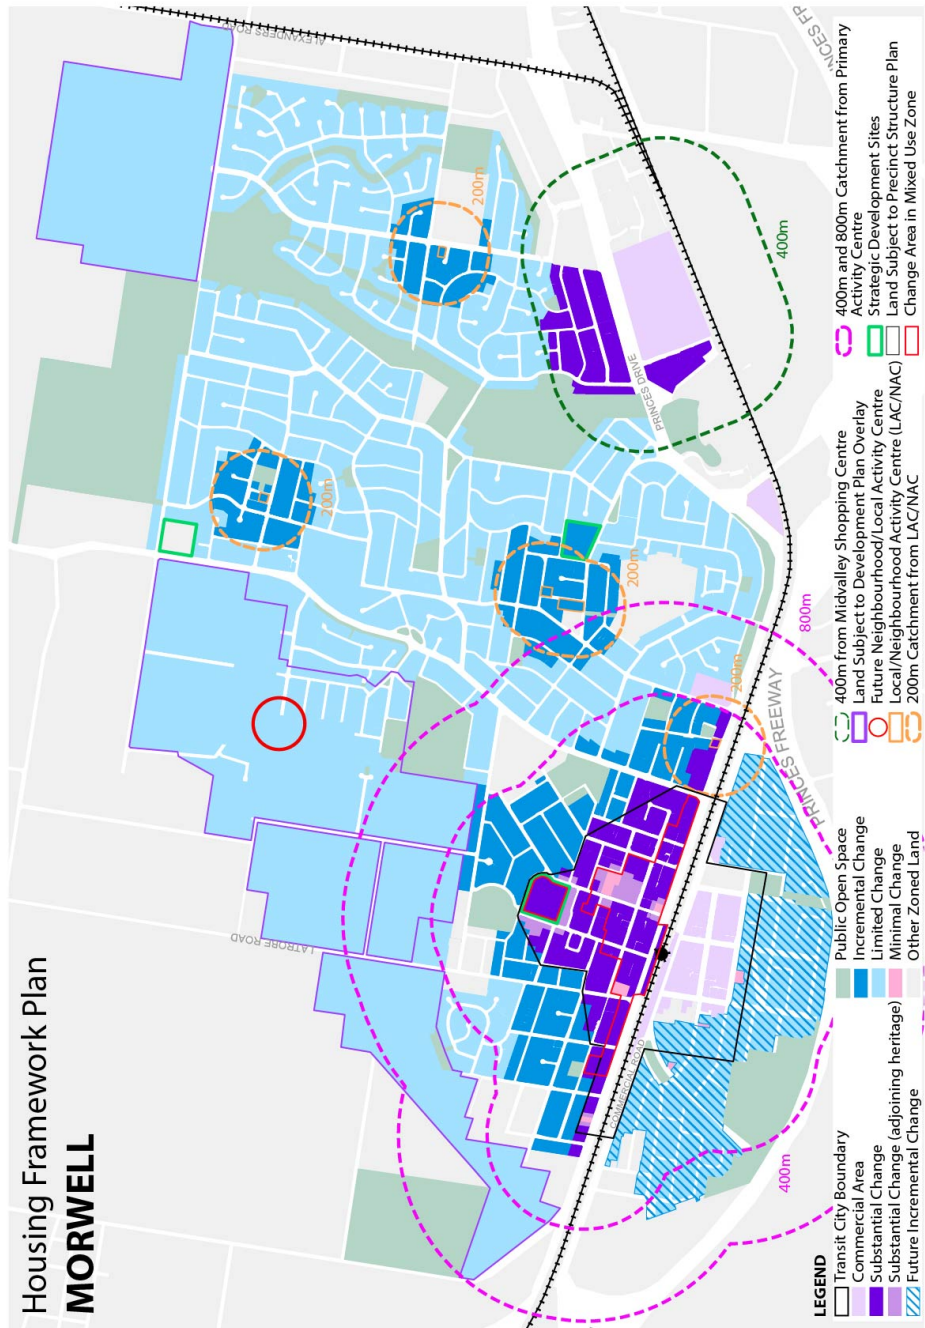 Housing Framework Plan
MORWELL
ALEXANDERS ROAD
LATROBE ROAD
PRINCES DRIVE
COMMERCIAL ROAD
PRINCES FREEWAY
200m
200m
200m
200m
400m
800m
400m
LEGEND
Transit City Boundary
Commercial Area
Substantial Change
Substantial Change (adjoining heritage)
Future Incremental Change
Public Open Space
Incremental Change
Limited Change
Minimal Change
Other Zoned Land
400m from Midvalley Shopping Centre
Land Subject to Development Plan Overlay
Future Neighbourhood/Local Activity Centre
Local/Neighbourhood Activity Centre (LAC/NAC)
200m Catchment from LAC/NAC
400m and 800m Catchment from Primary
Activity Centre
Strategic Development Sites
Land Subject to Precinct Structure Plan
Change Area in Mixed Use Zone